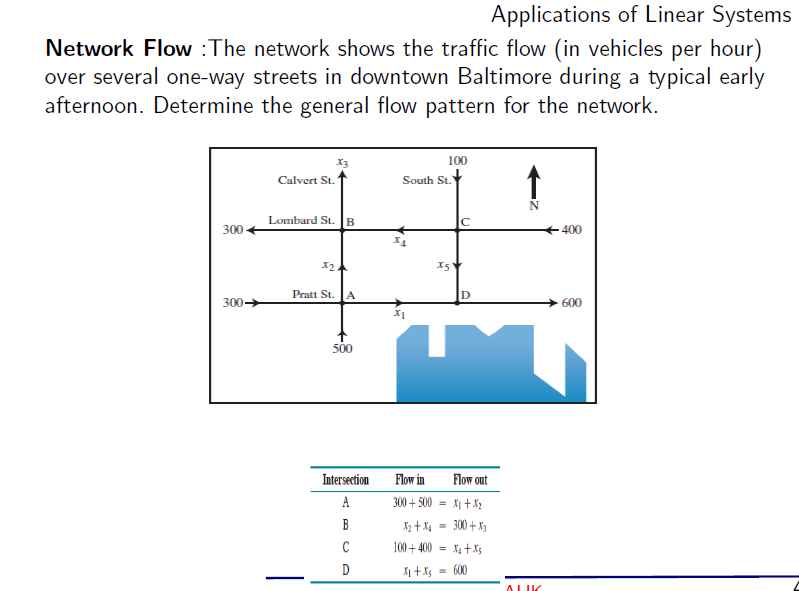 Applications of Linear Systems
Network Flow :The network shows the traffic flow (in vehicles per hour)
over several one-way streets in downtown Baltimore during a typical early
afternoon. Determine the general flow pattern for the network.
x3 100
Calvert St. South St.
N
Lombard St. B C
300 400
x4
x2 x5
Pratt St. A D
300 600
x1
500
Intersection Flow in Flow out
A 300 + 500 = x1 + x2
B x2 + x4 = 300 + x3
C 100 + 400 = x4 + x5
D x1 + x5 = 600